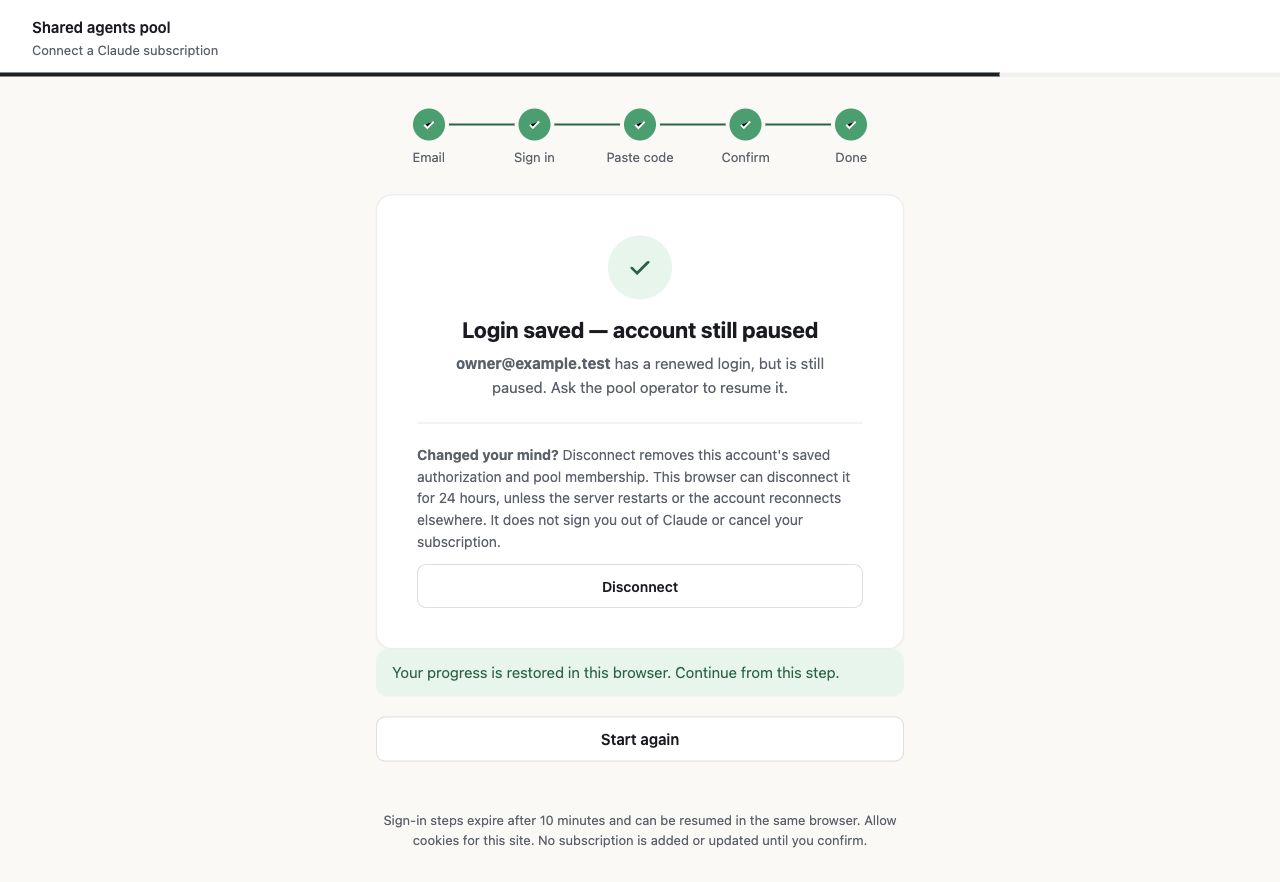 Shared agents pool
Connect a Claude subscription
Email
Sign in
Paste code
Confirm
Done
Login saved — account still paused
owner@example.test has a renewed login, but is still
paused. Ask the pool operator to resume it.
Changed your mind? Disconnect removes this account's saved
authorization and pool membership. This browser can disconnect it
for 24 hours, unless the server restarts or the account reconnects
elsewhere. It does not sign you out of Claude or cancel your
subscription.
Disconnect
Your progress is restored in this browser. Continue from this step.
Start again
Sign-in steps expire after 10 minutes and can be resumed in the same browser. Allow
cookies for this site. No subscription is added or updated until you confirm.